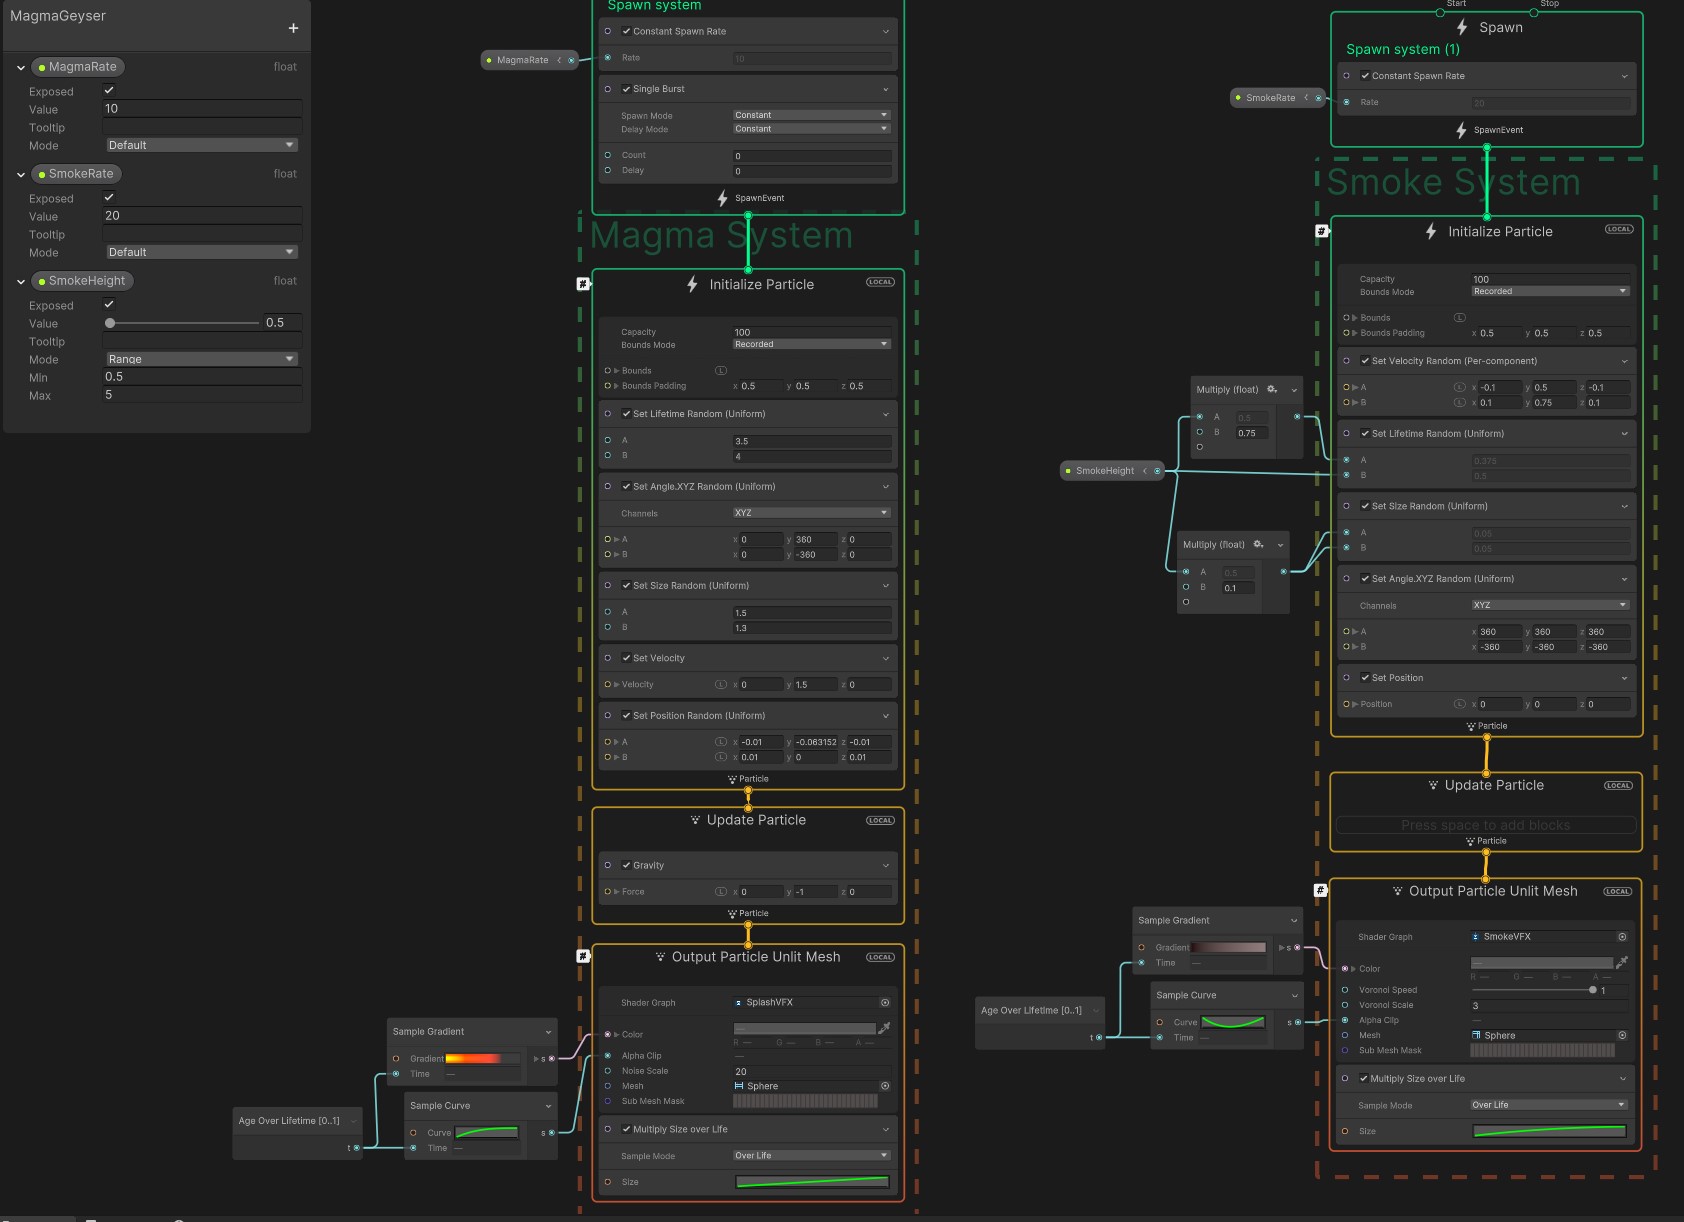 MagmaGeyser
+
MagmaRate float
Exposed
Value 10
Tooltip
Mode Default
SmokeRate float
Exposed
Value 20
Tooltip
Mode Default
SmokeHeight float
Exposed
Value 0.5
Tooltip
Mode Range
Min 0.5
Max 5
Spawn system
Constant Spawn Rate
MagmaRate
Rate 10
Single Burst
Spawn Mode Constant
Delay Mode Constant
Count 0
Delay 0
SpawnEvent
Magma System
Initialize Particle LOCAL
Capacity 100
Bounds Mode Recorded
Bounds L
Bounds Padding x 0.5 y 0.5 z 0.5
Set Lifetime Random (Uniform)
A 3.5
B 4
Set Angle.XYZ Random (Uniform)
Channels XYZ
A x 0 y 360 z 0
B x 0 y -360 z 0
Set Size Random (Uniform)
A 1.5
B 1.3
Set Velocity
Velocity L x 0 y 1.5 z 0
Set Position Random (Uniform)
A L x -0.01 y -0.063152 z -0.01
B L x 0.01 y 0 z 0.01
Particle
Update Particle LOCAL
Gravity
Force L x 0 y -1 z 0
Particle
# Output Particle Unlit Mesh LOCAL
Shader Graph SplashVFX
Color
R — G — B — A —
Alpha Clip —
Noise Scale 20
Mesh Sphere
Sub Mesh Mask
Multiply Size over Life
Sample Mode Over Life
Size
Sample Gradient
Gradient s
Time —
Sample Curve
Curve s
Time —
Age Over Lifetime [0..1]
t
Start Stop
Spawn
Spawn system (1)
Constant Spawn Rate
SmokeRate
Rate 20
SpawnEvent
Smoke System
# Initialize Particle LOCAL
Capacity 100
Bounds Mode Recorded
Bounds L
Bounds Padding x 0.5 y 0.5 z 0.5
Set Velocity Random (Per-component)
A L x -0.1 y 0.5 z -0.1
B L x 0.1 y 0.75 z 0.1
Set Lifetime Random (Uniform)
A 0.375
B 0.5
Set Size Random (Uniform)
A 0.05
B 0.05
Set Angle.XYZ Random (Uniform)
Channels XYZ
A x 360 y 360 z 360
B x -360 y -360 z -360
Set Position
Position L x 0 y 0 z 0
Particle
Multiply (float)
A 0.5
B 0.75
SmokeHeight
Multiply (float)
A 0.5
B 0.1
Update Particle LOCAL
Press space to add blocks
Particle
# Output Particle Unlit Mesh LOCAL
Shader Graph SmokeVFX
Color
R — G — B — A —
Voronoi Speed 1
Voronoi Scale 3
Alpha Clip —
Mesh Sphere
Sub Mesh Mask
Multiply Size over Life
Sample Mode Over Life
Size
Sample Gradient
Gradient s
Time —
Sample Curve
Curve s
Time —
Age Over Lifetime [0..1]
t